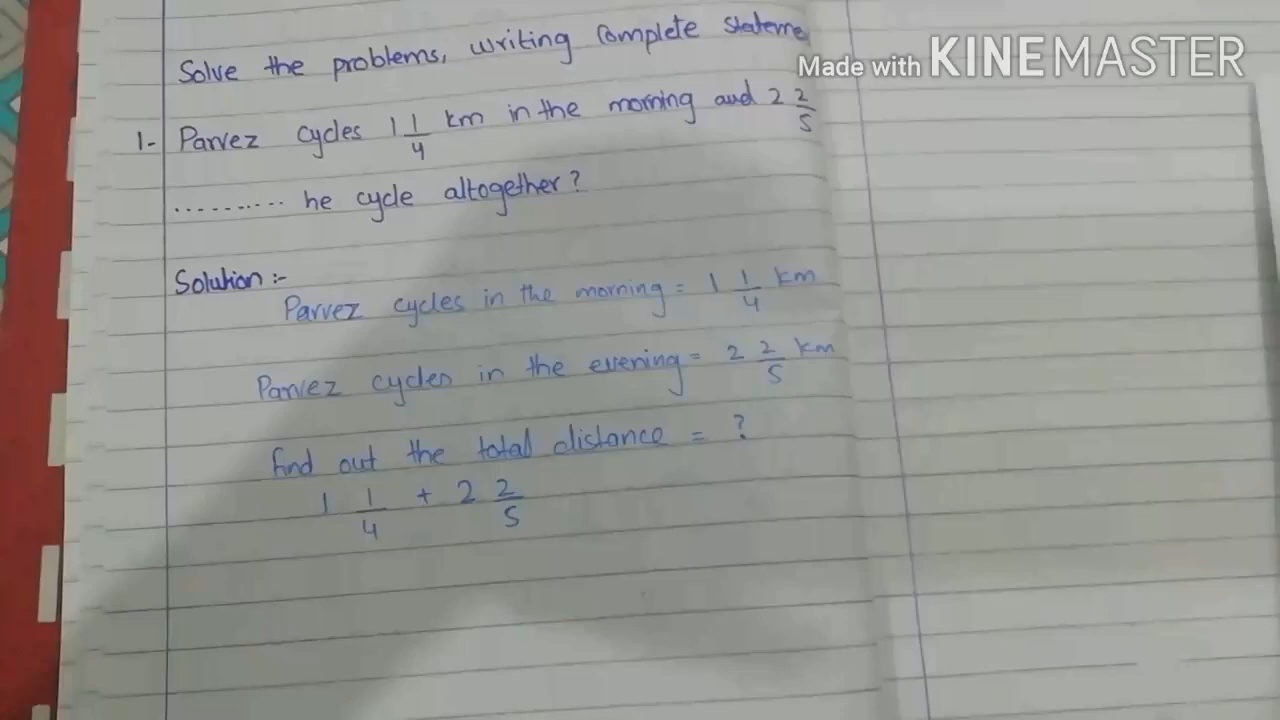 Solve the problems, writing Complete Stateme
Made with KINEMASTER
1- Parvez cycles 1 1/4 km in the morning and 2 2/5
.......... he cycle altogether?
Solution :-
Parvez cycles in the morning = 1 1/4 km
Parvez cycles in the evening = 2 2/5 km
find out the total distance = ?
1 1/4 + 2 2/5